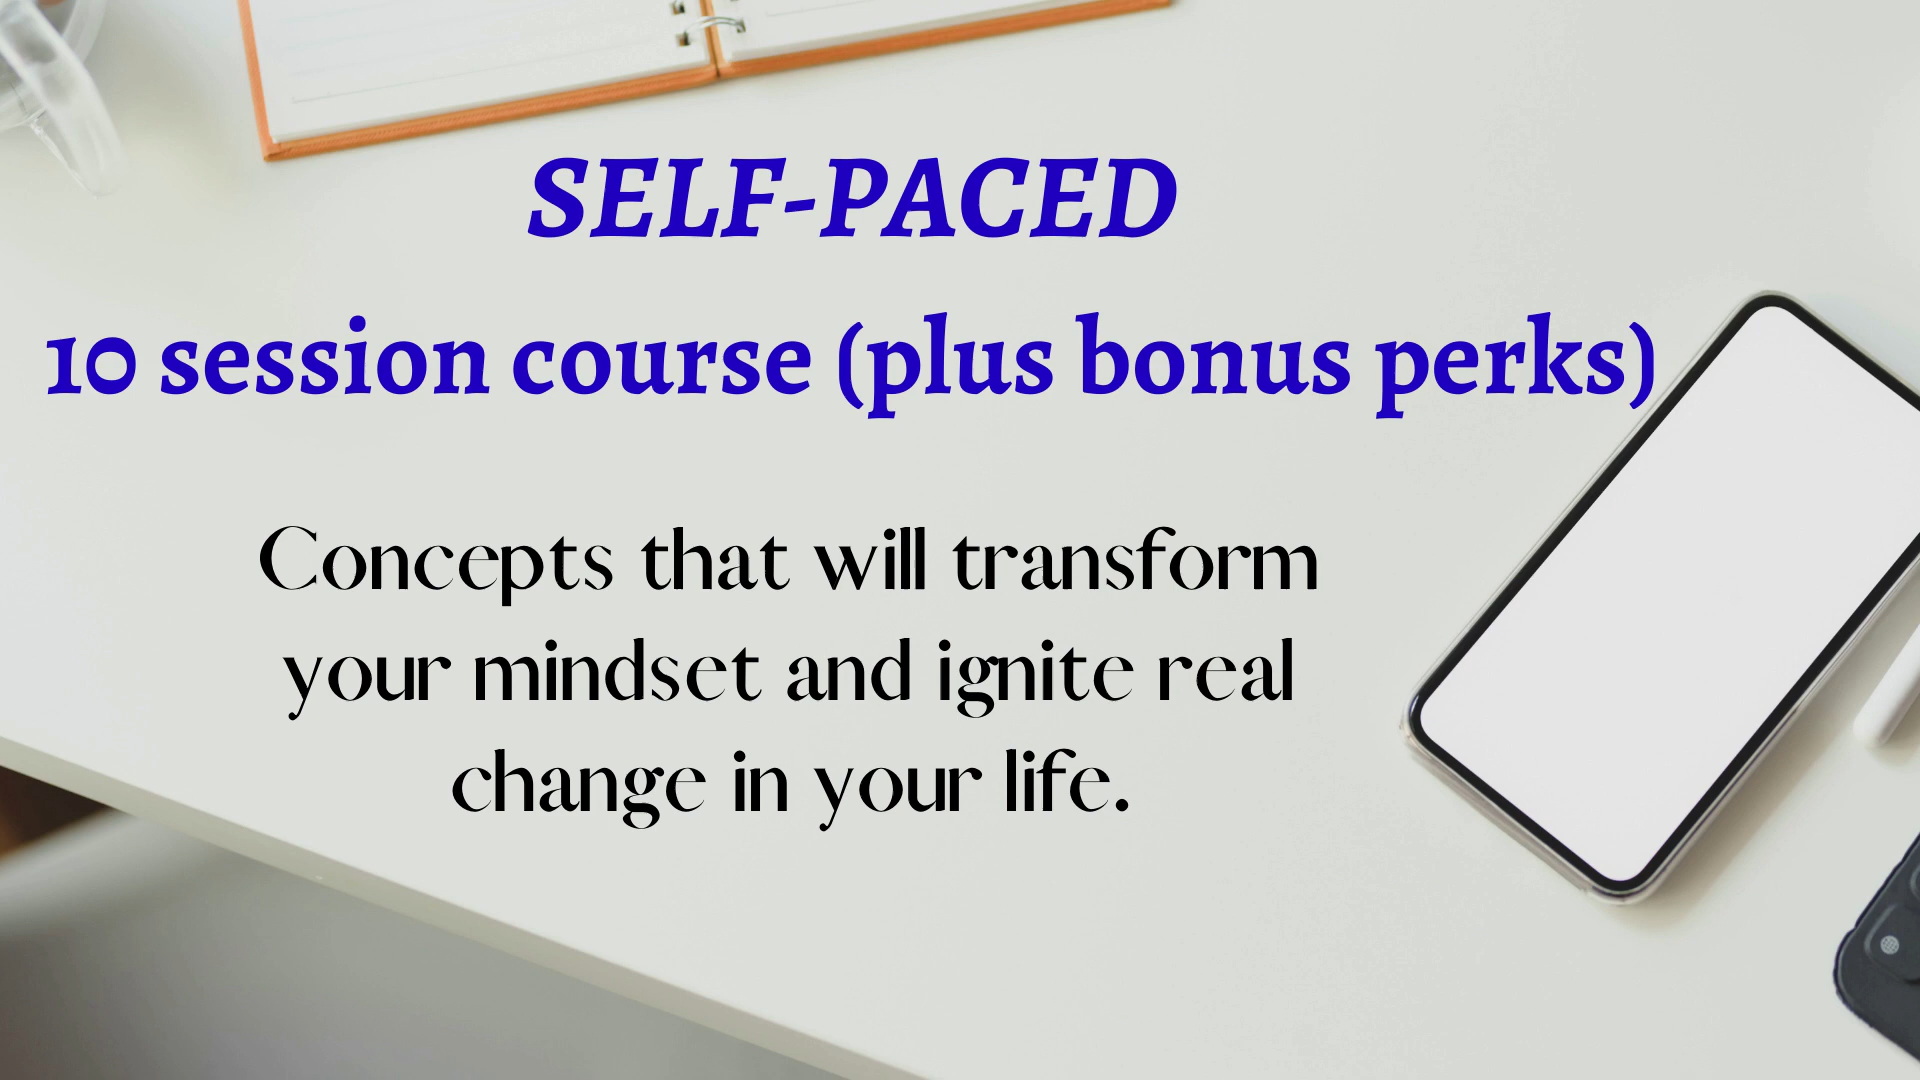 SELF-PACED
10 session course (plus bonus perks)
Concepts that will transform
your mindset and ignite real
change in your life.